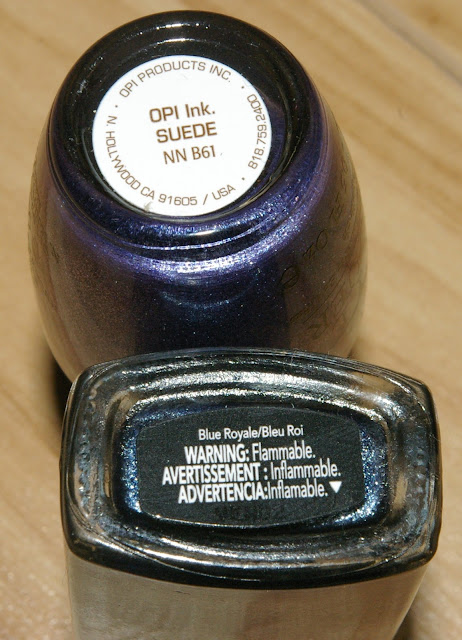 OPI PRODUCTS INC. •
818.759.2400
• N. HOLLYWOOD CA 91605 / USA •
OPI Ink.
SUEDE
NN B61
Blue Royale/Bleu Roi
WARNING: Flammable.
AVERTISSEMENT : Inflammable.
ADVERTENCIA:Inflamable.